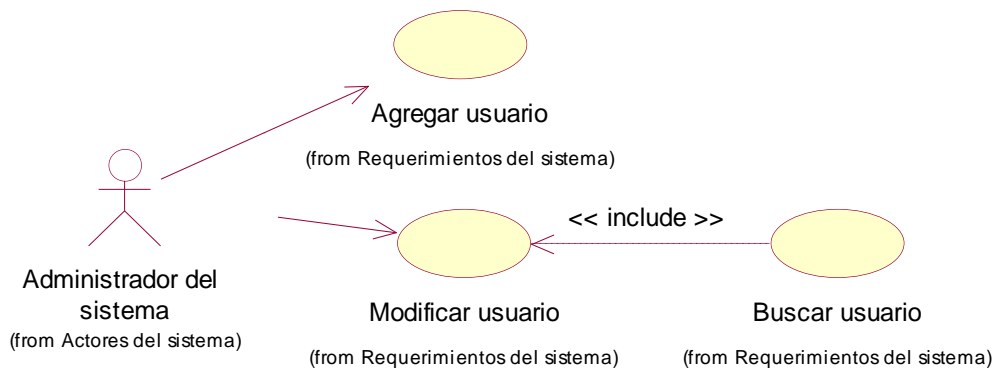 Agregar usuario
(from Requerimientos del sistema)
<< include >>
Administrador del
sistema
(from Actores del sistema)
Modificar usuario
(from Requerimientos del sistema)
Buscar usuario
(from Requerimientos del sistema)